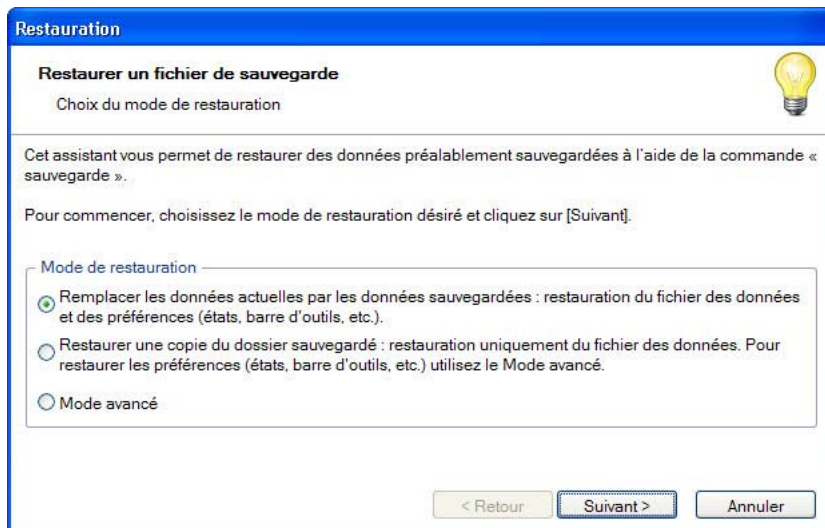 Restauration
Restaurer un fichier de sauvegarde
Choix du mode de restauration
Cet assistant vous permet de restaurer des données préalablement sauvegardées à l'aide de la commande «
sauvegarde ».
Pour commencer, choisissez le mode de restauration désiré et cliquez sur [Suivant].
Mode de restauration
Remplacer les données actuelles par les données sauvegardées : restauration du fichier des données
et des préférences (états, barre d'outils, etc.).
Restaurer une copie du dossier sauvegardé : restauration uniquement du fichier des données. Pour
restaurer les préférences (états, barre d'outils, etc.) utilisez le Mode avancé.
Mode avancé
< Retour
Suivant >
Annuler